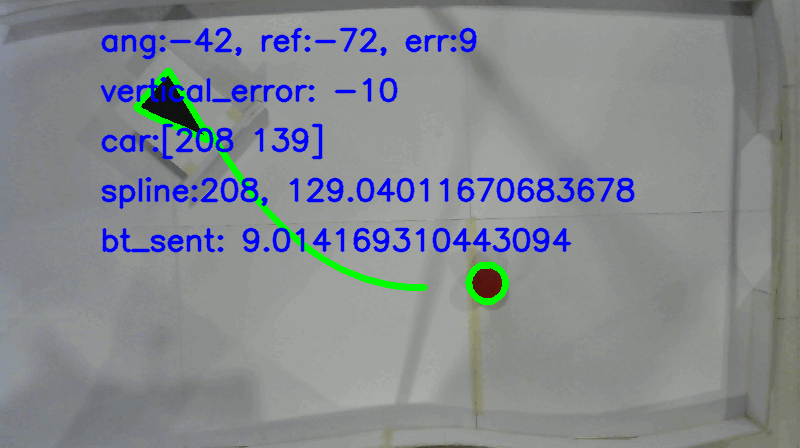 ang:-42, ref:-72, err:9
vertical_error: -10
car:[208 139]
spline:208, 129.04011670683678
bt_sent: 9.014169310443094